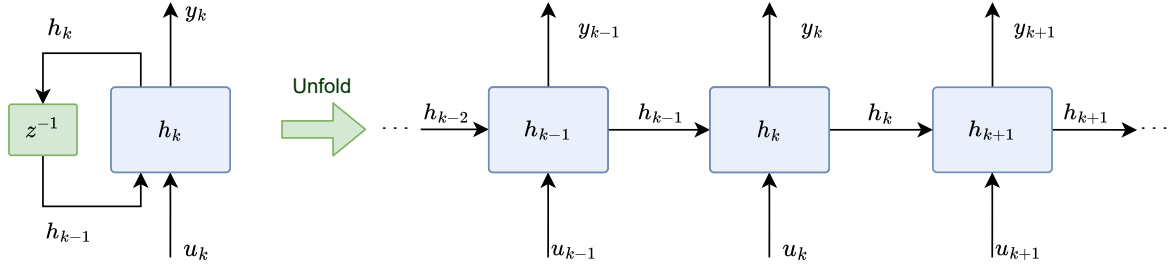 y_k
h_k
z^{-1}
h_k
h_{k-1}
u_k
Unfold
⋯
h_{k-2}
y_{k-1}
h_{k-1}
u_{k-1}
h_{k-1}
y_k
h_k
u_k
h_k
y_{k+1}
h_{k+1}
u_{k+1}
h_{k+1}
⋯